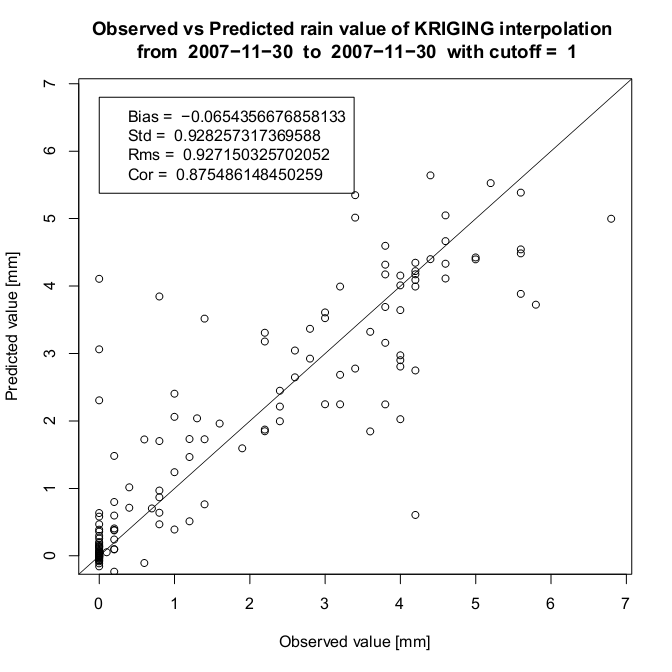 Observed vs Predicted rain value of KRIGING interpolation
from 2007−11−30 to 2007−11−30 with cutoff = 1
Bias = −0.0654356676858133
Std = 0.928257317369588
Rms = 0.927150325702052
Cor = 0.875486148450259
Predicted value [mm]
7
6
5
4
3
2
1
0
0 1 2 3 4 5 6 7
Observed value [mm]